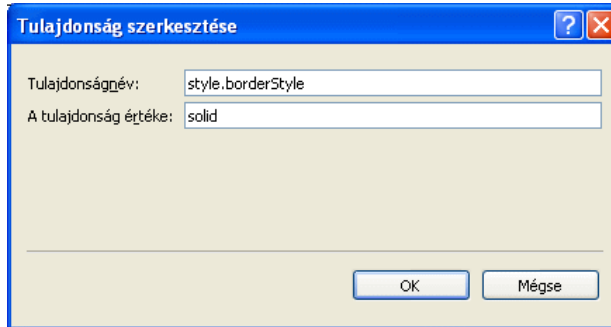 Tulajdonság szerkesztése
Tulajdonságnév: style.borderStyle
A tulajdonság értéke: solid
OK Mégse